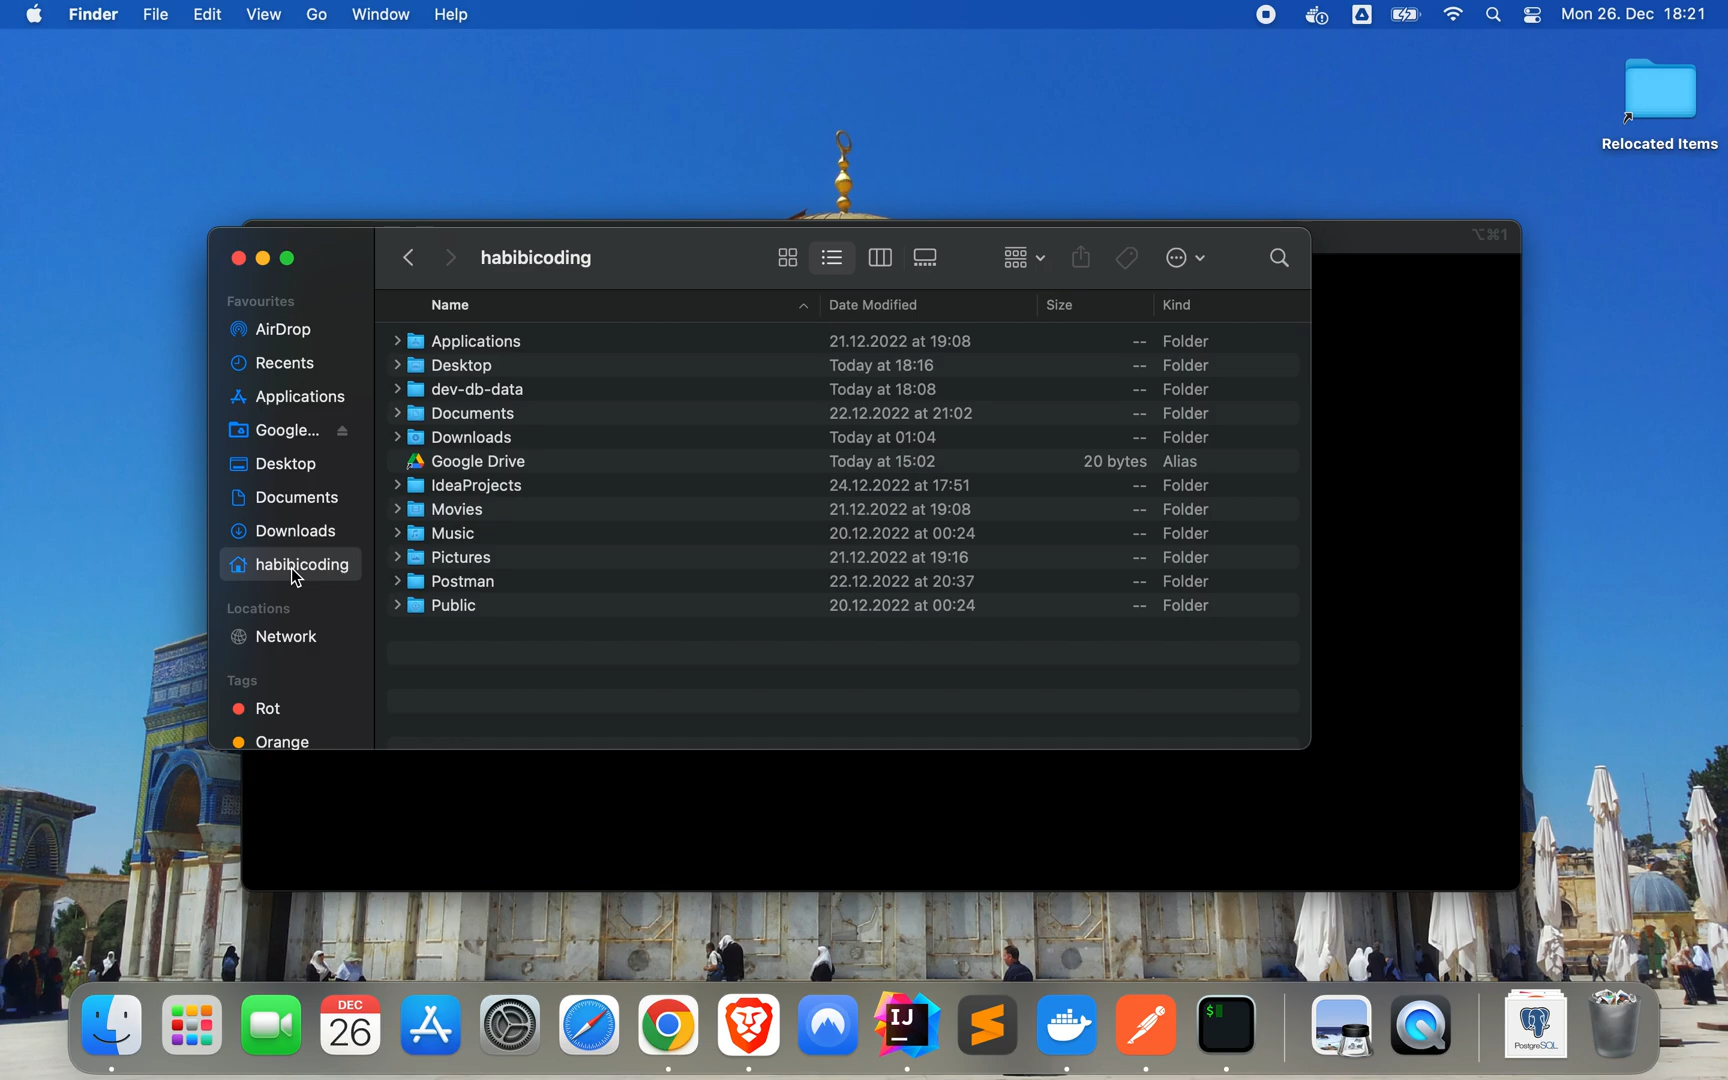 Finder File Edit View Go Window Help Mon 26. Dec 18:21
Relocated Items
⌥⌘1
habibicoding
Favourites
AirDrop
Recents
Applications
Google...
Desktop
Documents
Downloads
habibicoding
Locations
Network
Tags
Rot
Orange
Name Date Modified Size Kind
Applications 21.12.2022 at 19:08 -- Folder
Desktop Today at 18:16 -- Folder
dev-db-data Today at 18:08 -- Folder
Documents 22.12.2022 at 21:02 -- Folder
Downloads Today at 01:04 -- Folder
Google Drive Today at 15:02 20 bytes Alias
IdeaProjects 24.12.2022 at 17:51 -- Folder
Movies 21.12.2022 at 19:08 -- Folder
Music 20.12.2022 at 00:24 -- Folder
Pictures 21.12.2022 at 19:16 -- Folder
Postman 22.12.2022 at 20:37 -- Folder
Public 20.12.2022 at 00:24 -- Folder
DEC
26
IJ
$
PostgreSQL